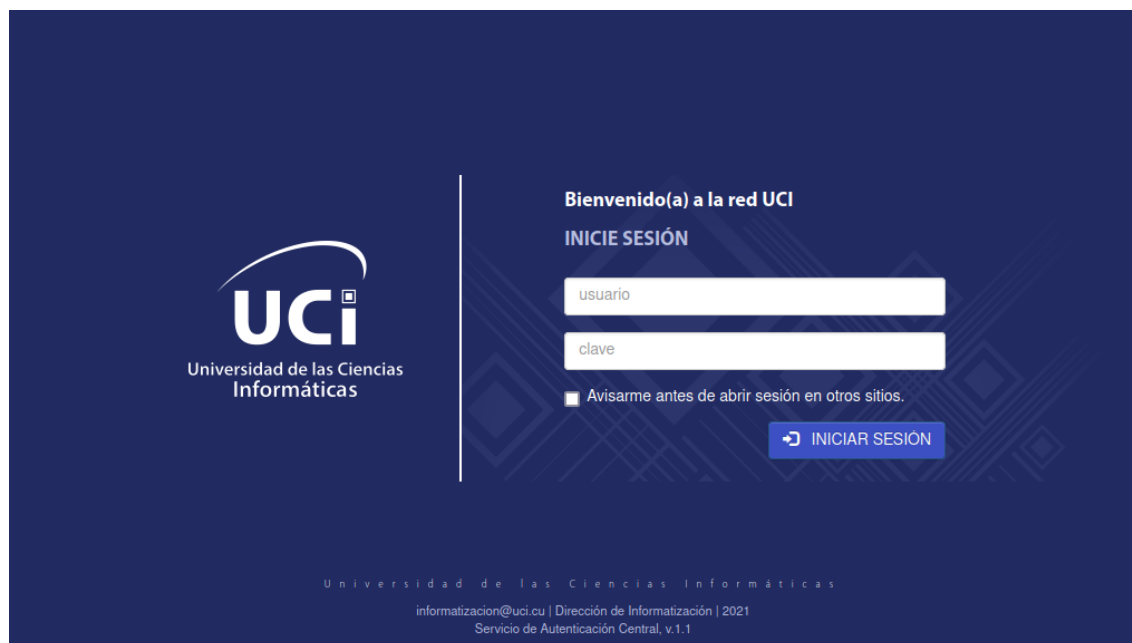 Bienvenido(a) a la red UCI
INICIE SESIÓN
usuario
clave
Avisarme antes de abrir sesión en otros sitios.
INICIAR SESIÓN
UCi
Universidad de las Ciencias
Informáticas
Universidad de las Ciencias Informáticas
informatizacion@uci.cu | Dirección de Informatización | 2021
Servicio de Autenticación Central, v.1.1